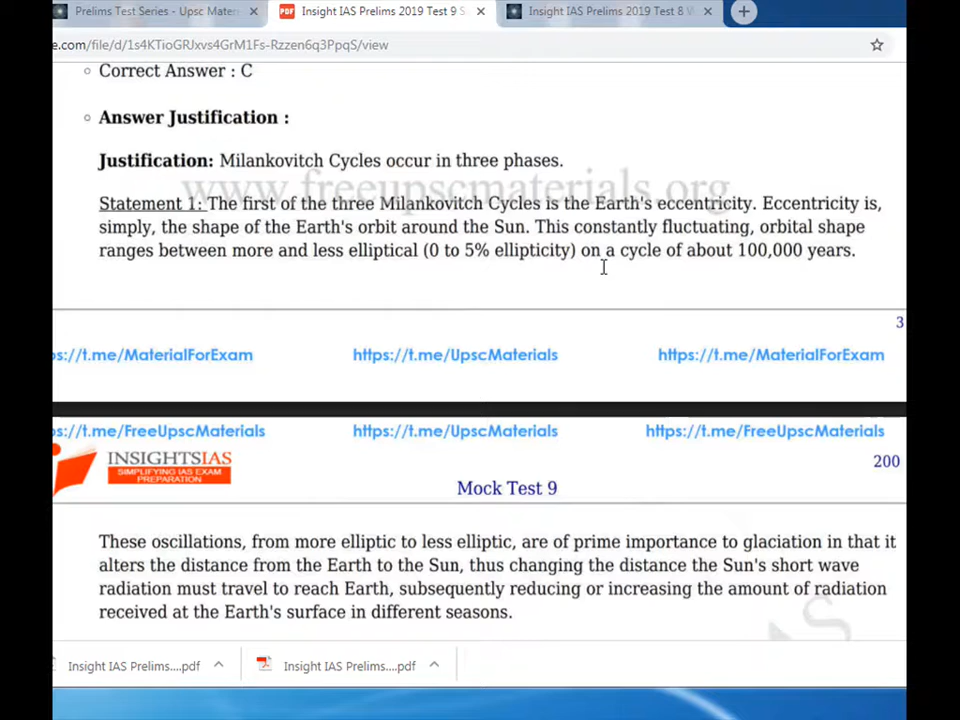 Prelims Test Series - Upsc Mater
Insight IAS Prelims 2019 Test 9 S
Insight IAS Prelims 2019 Test 8
e.com/file/d/1s4KTioGRJxvs4GrM1Fs-Rzzen6q3PpqS/view
Correct Answer : C
Answer Justification :
Justification: Milankovitch Cycles occur in three phases.
www.freeupscmaterials.org
Statement 1: The first of the three Milankovitch Cycles is the Earth's eccentricity. Eccentricity is,
simply, the shape of the Earth's orbit around the Sun. This constantly fluctuating, orbital shape
ranges between more and less elliptical (0 to 5% ellipticity) on a cycle of about 100,000 years.
3
s://t.me/MaterialForExam
https://t.me/UpscMaterials
https://t.me/MaterialForExam
s://t.me/FreeUpscMaterials
https://t.me/UpscMaterials
https://t.me/FreeUpscMaterials
INSIGHTSIAS
SIMPLIFYING IAS EXAM
PREPARATION
200
Mock Test 9
These oscillations, from more elliptic to less elliptic, are of prime importance to glaciation in that it
alters the distance from the Earth to the Sun, thus changing the distance the Sun's short wave
radiation must travel to reach Earth, subsequently reducing or increasing the amount of radiation
received at the Earth's surface in different seasons.
Insight IAS Prelims....pdf
Insight IAS Prelims....pdf